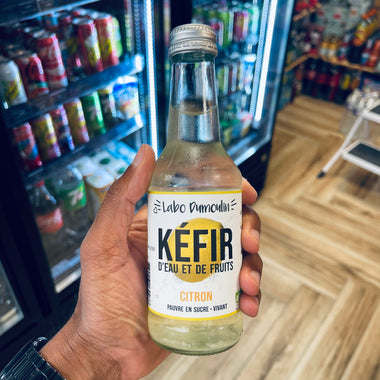 Labo Dumoulin
KÉFIR
D'EAU ET DE FRUITS
CITRON
PAUVRE EN SUCRE • VIVANT